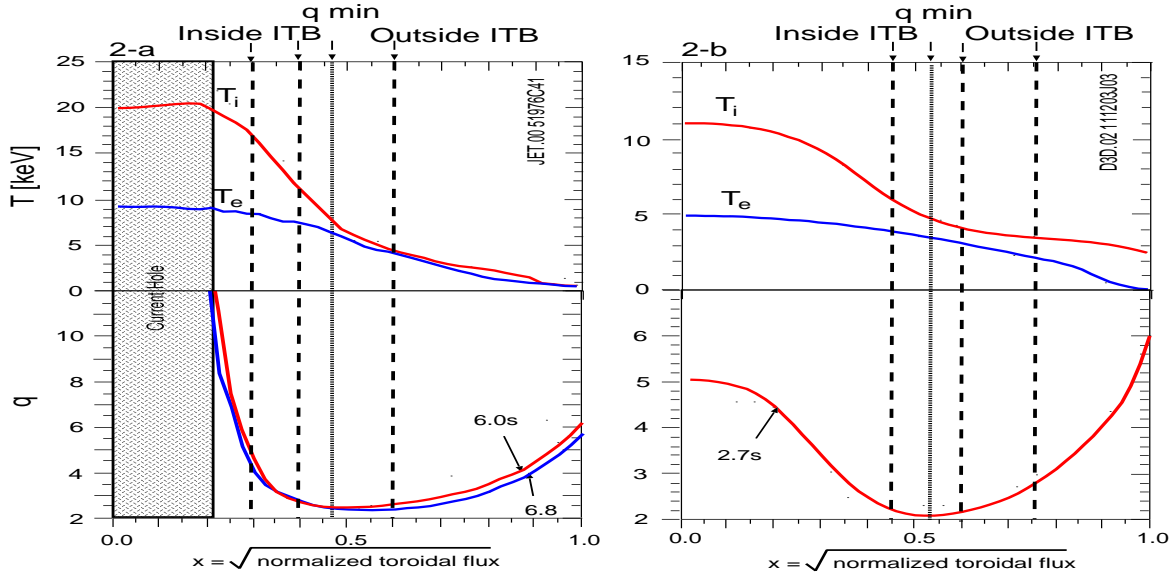 q min
Inside ITB
Outside ITB
2-a
25
20
15
10
5
0
T [keV]
T_i
T_e
JET.00 51976C41
Current Hole
10
8
6
4
2
q
6.0s
6.8
0.0
0.5
1.0
x = √normalized toroidal flux
q min
Inside ITB
Outside ITB
2-b
15
10
5
0
T_i
T_e
D3D.02 111203J03
6
5
4
3
2
2.7s
0.0
0.5
1.0
x = √normalized toroidal flux